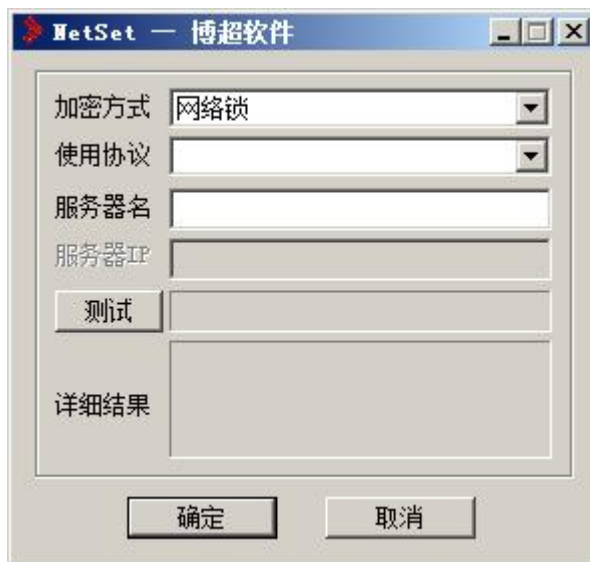 NetSet — 博超软件
加密方式 网络锁
使用协议
服务器名
服务器IP
测试
详细结果
确定 取消